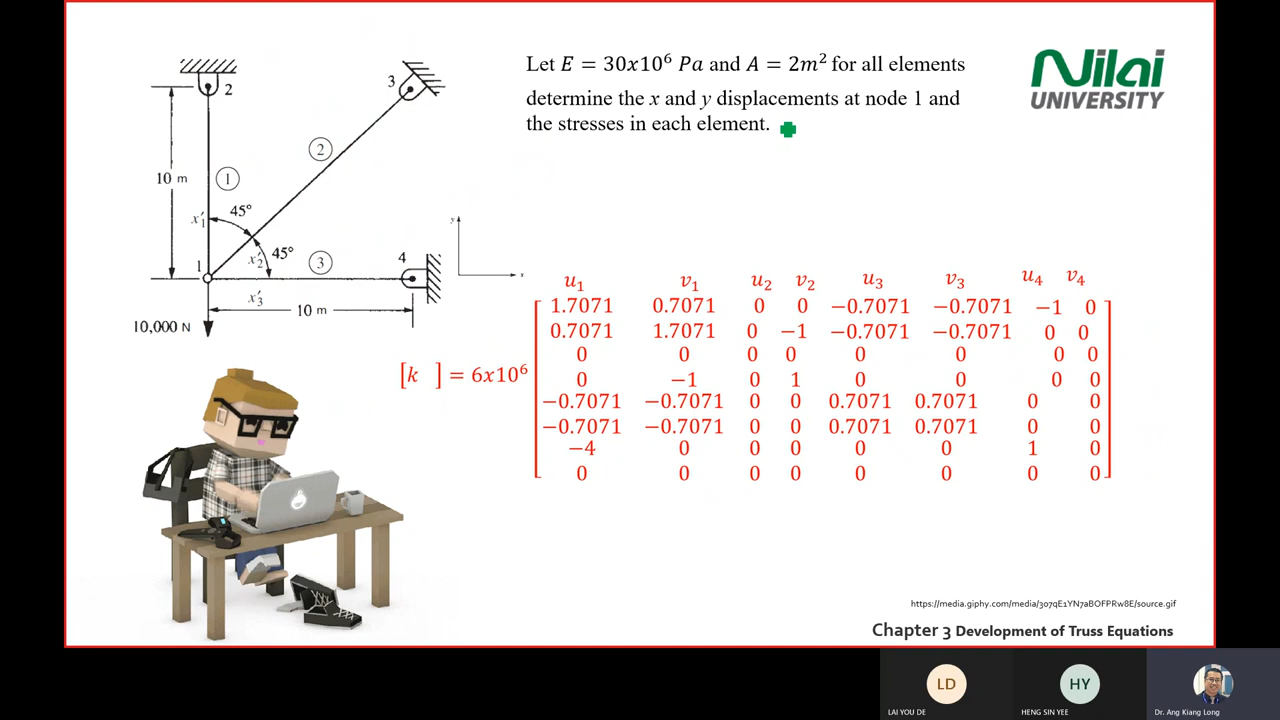 Let E = 30x10⁶ Pa and A = 2m² for all elements
determine the x and y displacements at node 1 and
the stresses in each element.
Nilai
UNIVERSITY
2
3
②
10 m
①
x′₁
45°
1
x′₂
45°
③
4
x′₃
10 m
10,000 N
y
x
u₁ v₁ u₂ v₂ u₃ v₃ u₄ v₄
[k ] = 6x10⁶
1.7071 0.7071 0 0 −0.7071 −0.7071 −1 0
0.7071 1.7071 0 −1 −0.7071 −0.7071 0 0
0 0 0 0 0 0 0 0
0 −1 0 1 0 0 0 0
−0.7071 −0.7071 0 0 0.7071 0.7071 0 0
−0.7071 −0.7071 0 0 0.7071 0.7071 0 0
−4 0 0 0 0 0 1 0
0 0 0 0 0 0 0 0
https://media.giphy.com/media/307qE1YN7aBOFPRw8E/source.gif
Chapter 3 Development of Truss Equations
LD
LAI YOU DE
HY
HENG SIN YEE
Dr. Ang Kiang Long